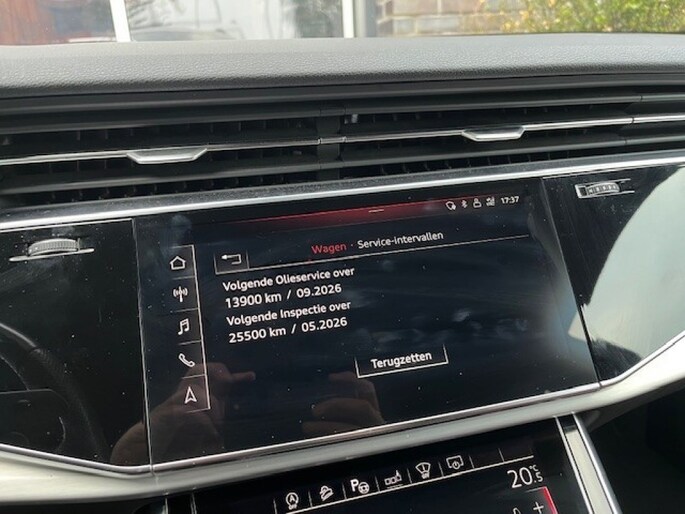 17:37
Wagen · Service-intervallen
Volgende Olieservice over
13900 km / 09.2026
Volgende Inspectie over
25500 km / 05.2026
Terugzetten
20.5 °C